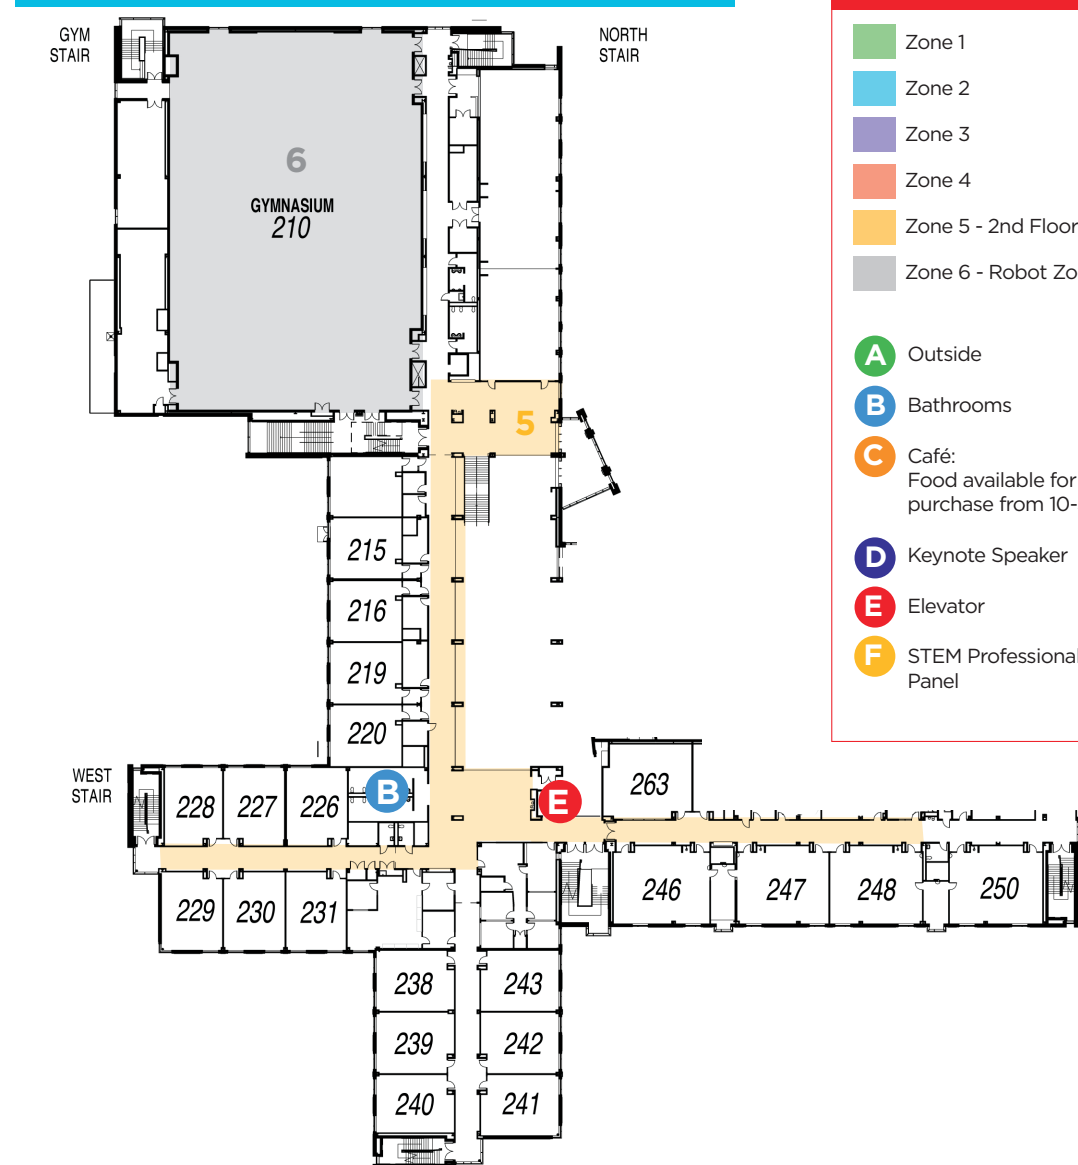 GYM
STAIR
NORTH
STAIR
6
GYMNASIUM
210
5
215
216
219
220
WEST
STAIR
228
227
226
B
E
263
229
230
231
246
247
248
250
238
243
239
242
240
241
Zone 1
Zone 2
Zone 3
Zone 4
Zone 5 - 2nd Floor
Zone 6 - Robot Zo
A Outside
B Bathrooms
C Café:
Food available for
purchase from 10-
D Keynote Speaker
E Elevator
F STEM Professional
Panel